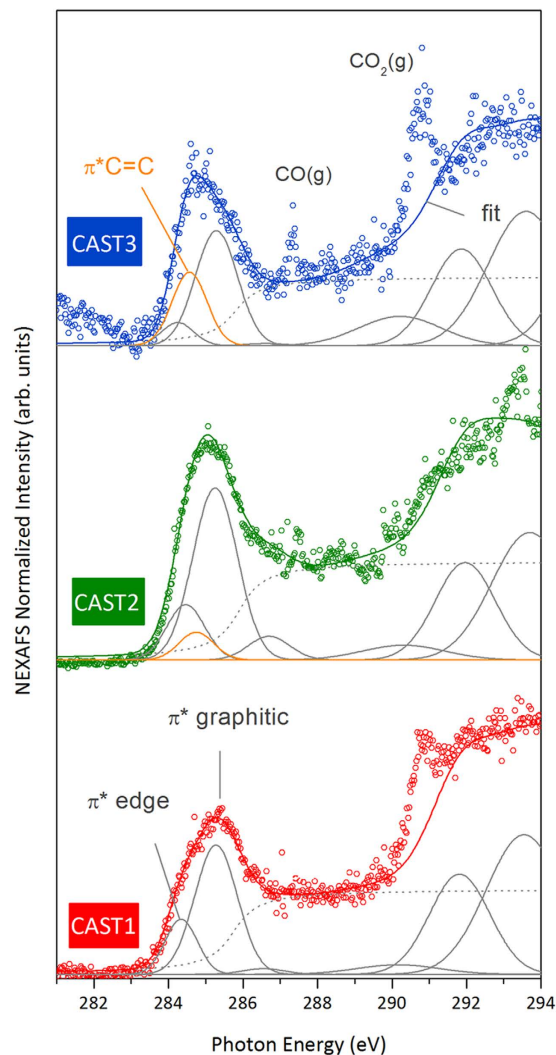 CO₂(g)
π*C=C
CO(g)
CAST3
fit
CAST2
π* graphitic
π* edge
CAST1
NEXAFS Normalized Intensity (arb. units)
282 284 286 288 290 292 294
Photon Energy (eV)